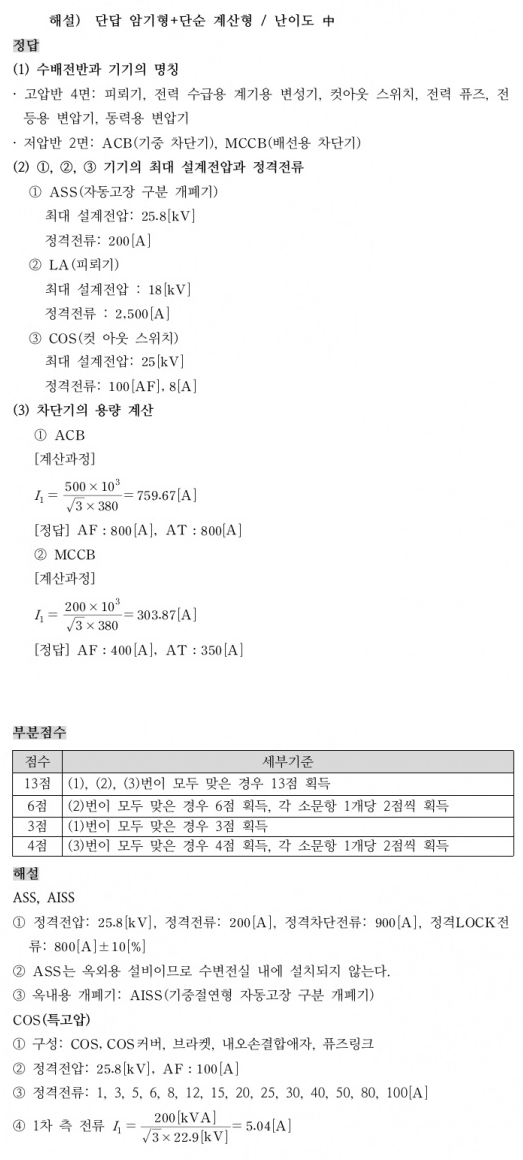 해설) 단답 암기형+단순 계산형 / 난이도 中
정답
(1) 수배전반과 기기의 명칭
· 고압반 4면: 피뢰기, 전력 수급용 계기용 변성기, 컷아웃 스위치, 전력 퓨즈, 전
등용 변압기, 동력용 변압기
· 저압반 2면: ACB(기중 차단기), MCCB(배선용 차단기)
(2) ①, ②, ③ 기기의 최대 설계전압과 정격전류
① ASS(자동고장 구분 개폐기)
최대 설계전압: 25.8[kV]
정격전류: 200[A]
② LA(피뢰기)
최대 설계전압 : 18[kV]
정격전류 : 2,500[A]
③ COS(컷 아웃 스위치)
최대 설계전압: 25[kV]
정격전류: 100[AF], 8[A]
(3) 차단기의 용량 계산
① ACB
[계산과정]
I₁ = (500×10³)/(√3×380) = 759.67[A]
[정답] AF : 800[A], AT : 800[A]
② MCCB
[계산과정]
I₁ = (200×10³)/(√3×380) = 303.87[A]
[정답] AF : 400[A], AT : 350[A]
부분점수
점수 세부기준
13점 (1), (2), (3)번이 모두 맞은 경우 13점 획득
6점 (2)번이 모두 맞은 경우 6점 획득, 각 소문항 1개당 2점씩 획득
3점 (1)번이 모두 맞은 경우 3점 획득
4점 (3)번이 모두 맞은 경우 4점 획득, 각 소문항 1개당 2점씩 획득
해설
ASS, AISS
① 정격전압: 25.8[kV], 정격전류: 200[A], 정격차단전류: 900[A], 정격LOCK전
류: 800[A]±10[%]
② ASS는 옥외용 설비이므로 수변전실 내에 설치되지 않는다.
③ 옥내용 개폐기: AISS(기중절연형 자동고장 구분 개폐기)
COS(특고압)
① 구성: COS, COS커버, 브라켓, 내오손결합애자, 퓨즈링크
② 정격전압: 25.8[kV], AF : 100[A]
③ 정격전류: 1, 3, 5, 6, 8, 12, 15, 20, 25, 30, 40, 50, 80, 100[A]
④ 1차 측 전류 I₁ = 200[kVA]/(√3×22.9[kV]) = 5.04[A]